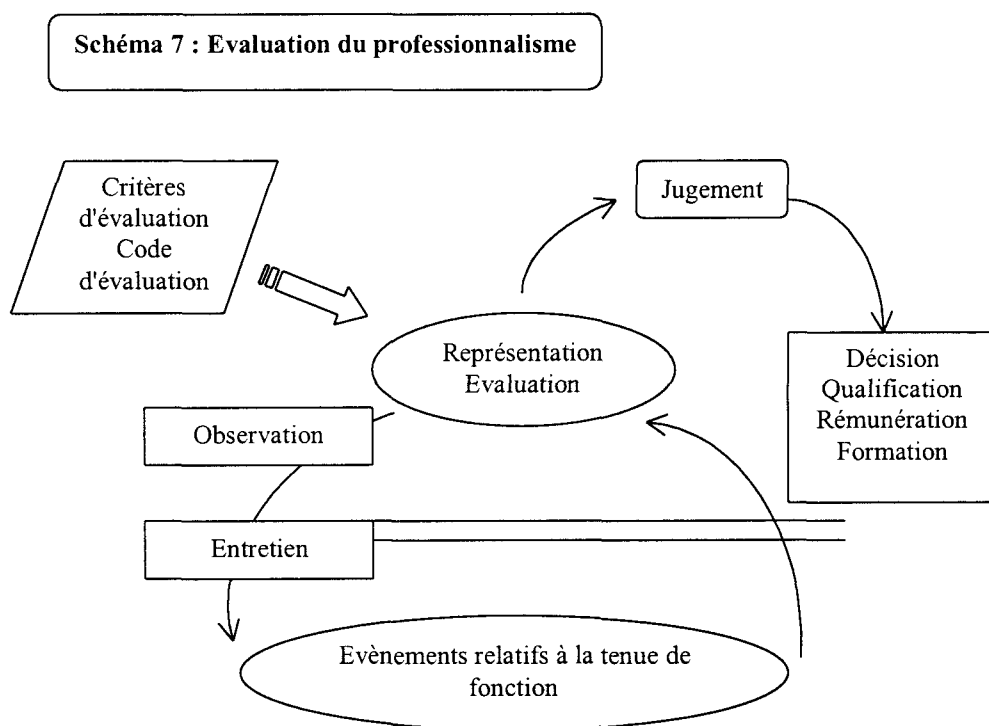 Schéma 7 : Evaluation du professionnalisme
Critères
d'évaluation
Code
d'évaluation
Jugement
Représentation
Evaluation
Décision
Qualification
Rémunération
Formation
Observation
Entretien
Evènements relatifs à la tenue de
fonction